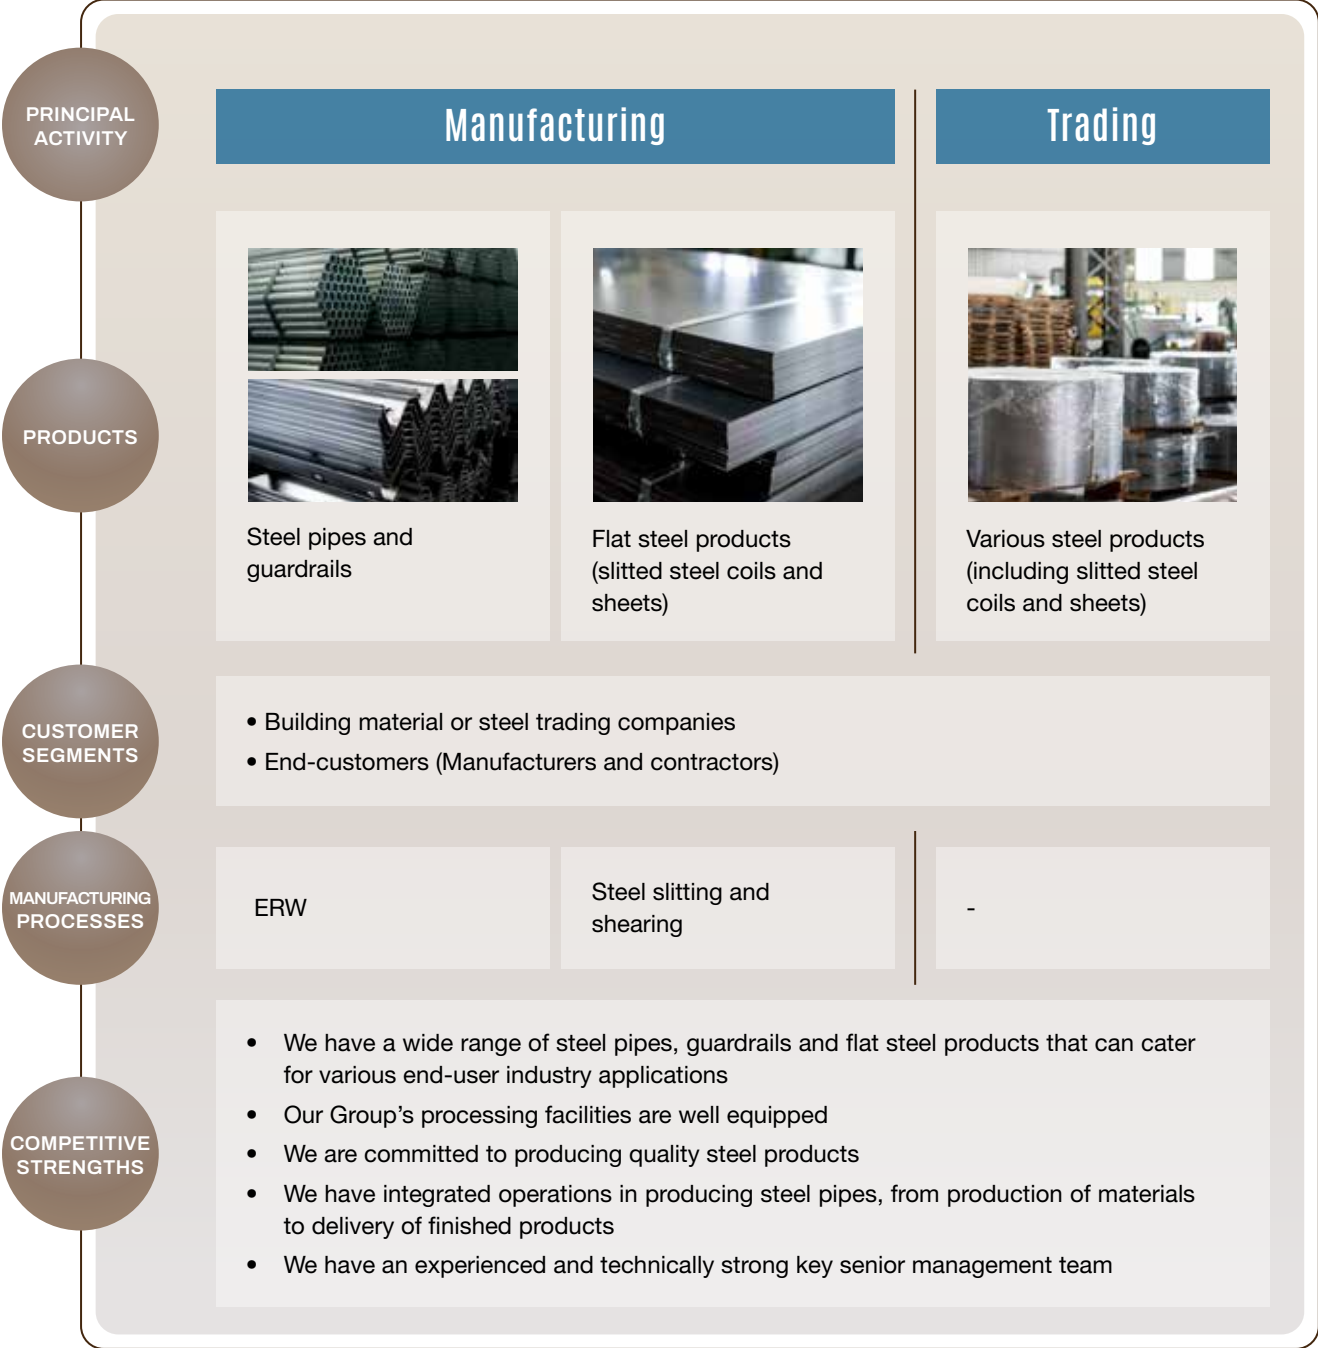 PRINCIPAL
ACTIVITY
Manufacturing
Trading
PRODUCTS
Steel pipes and
guardrails
Flat steel products
(slitted steel coils and
sheets)
Various steel products
(including slitted steel
coils and sheets)
CUSTOMER
SEGMENTS
• Building material or steel trading companies
• End-customers (Manufacturers and contractors)
MANUFACTURING
PROCESSES
ERW
Steel slitting and
shearing
-
COMPETITIVE
STRENGTHS
• We have a wide range of steel pipes, guardrails and flat steel products that can cater
for various end-user industry applications
• Our Group’s processing facilities are well equipped
• We are committed to producing quality steel products
• We have integrated operations in producing steel pipes, from production of materials
to delivery of finished products
• We have an experienced and technically strong key senior management team